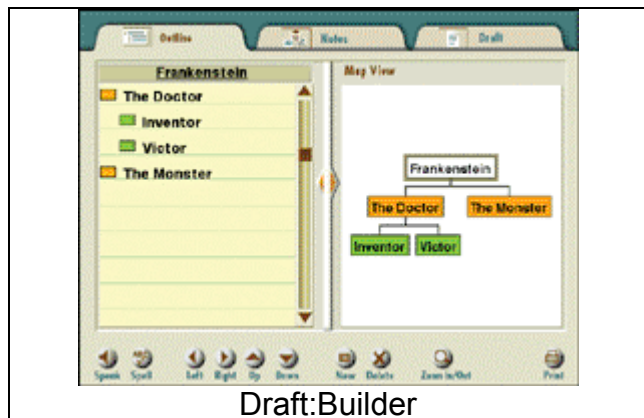 Outline Notes Draft
Frankenstein
The Doctor
Inventor
Victor
The Monster
Map View
Frankenstein
The Doctor The Monster
Inventor Victor
Speak Spell Left Right Up Down New Delete Zoom In/Out Print
Draft:Builder